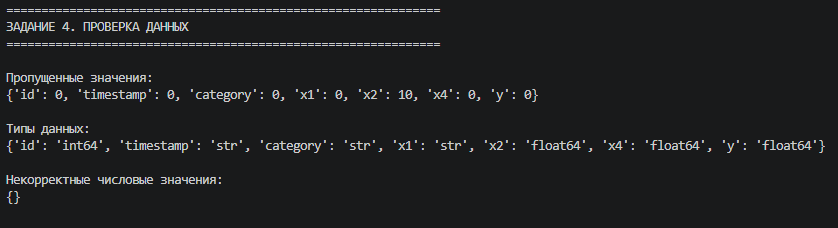 ==============================================================
ЗАДАНИЕ 4. ПРОВЕРКА ДАННЫХ
==============================================================
Пропущенные значения:
{'id': 0, 'timestamp': 0, 'category': 0, 'x1': 0, 'x2': 10, 'x4': 0, 'y': 0}
Типы данных:
{'id': 'int64', 'timestamp': 'str', 'category': 'str', 'x1': 'str', 'x2': 'float64', 'x4': 'float64', 'y': 'float64'}
Некорректные числовые значения:
{}